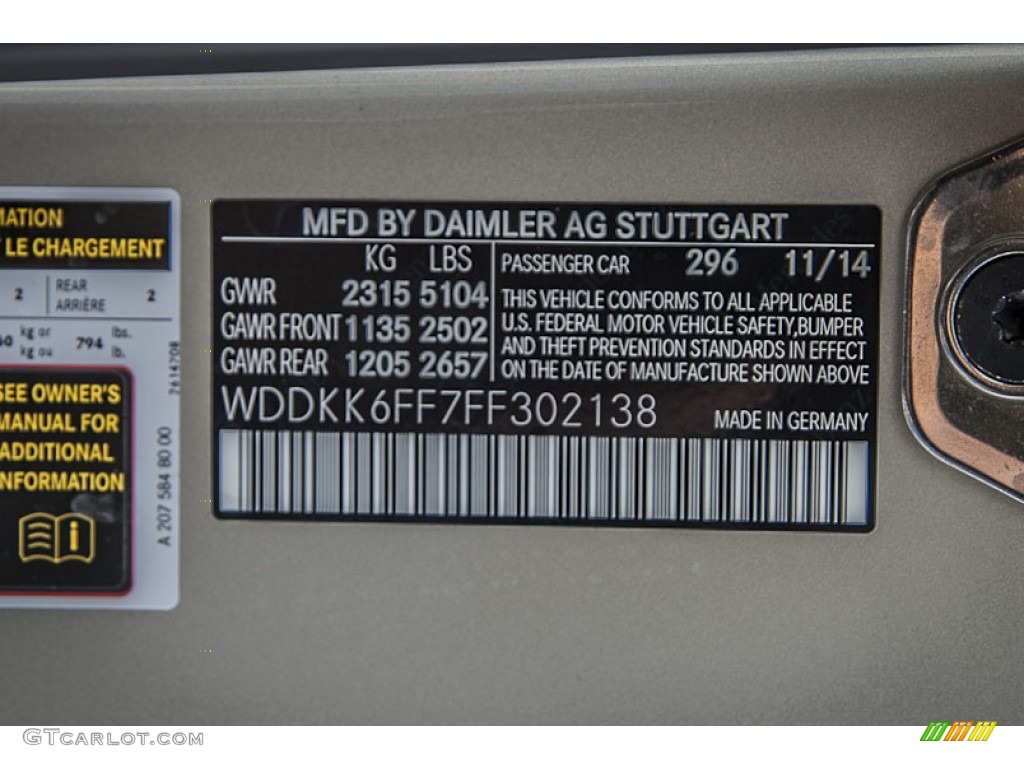 MATION
LE CHARGEMENT
2 REAR ARRIÈRE 2
kg or kg ou 794 lbs. lb.
SEE OWNER'S
MANUAL FOR
ADDITIONAL
INFORMATION
i
7614708
A 207 584 80 00
MFD BY DAIMLER AG STUTTGART
KG LBS
GWR 2315 5104
GAWR FRONT 1135 2502
GAWR REAR 1205 2657
PASSENGER CAR 296 11/14
THIS VEHICLE CONFORMS TO ALL APPLICABLE
U.S. FEDERAL MOTOR VEHICLE SAFETY,BUMPER
AND THEFT PREVENTION STANDARDS IN EFFECT
ON THE DATE OF MANUFACTURE SHOWN ABOVE
WDDKK6FF7FF302138 MADE IN GERMANY
GTCARLOT.COM